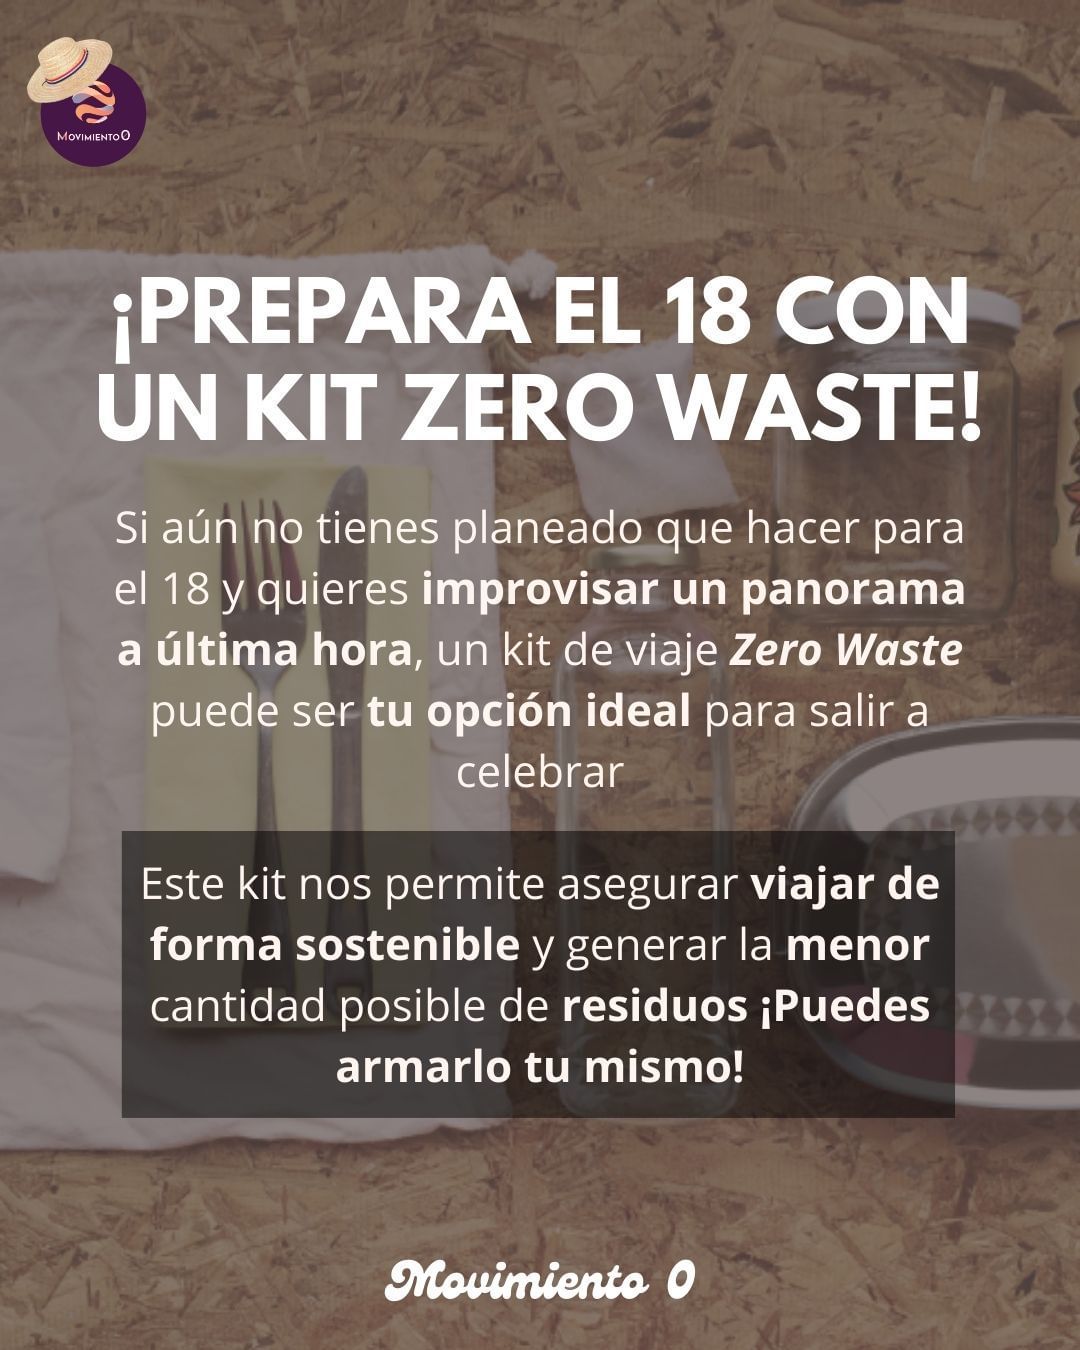 MOVIMIENTO0
¡PREPARA EL 18 CON
UN KIT ZERO WASTE!
Si aún no tienes planeado que hacer para
el 18 y quieres improvisar un panorama
a última hora, un kit de viaje Zero Waste
puede ser tu opción ideal para salir a
celebrar
Este kit nos permite asegurar viajar de
forma sostenible y generar la menor
cantidad posible de residuos ¡Puedes
armarlo tu mismo!
Movimiento 0